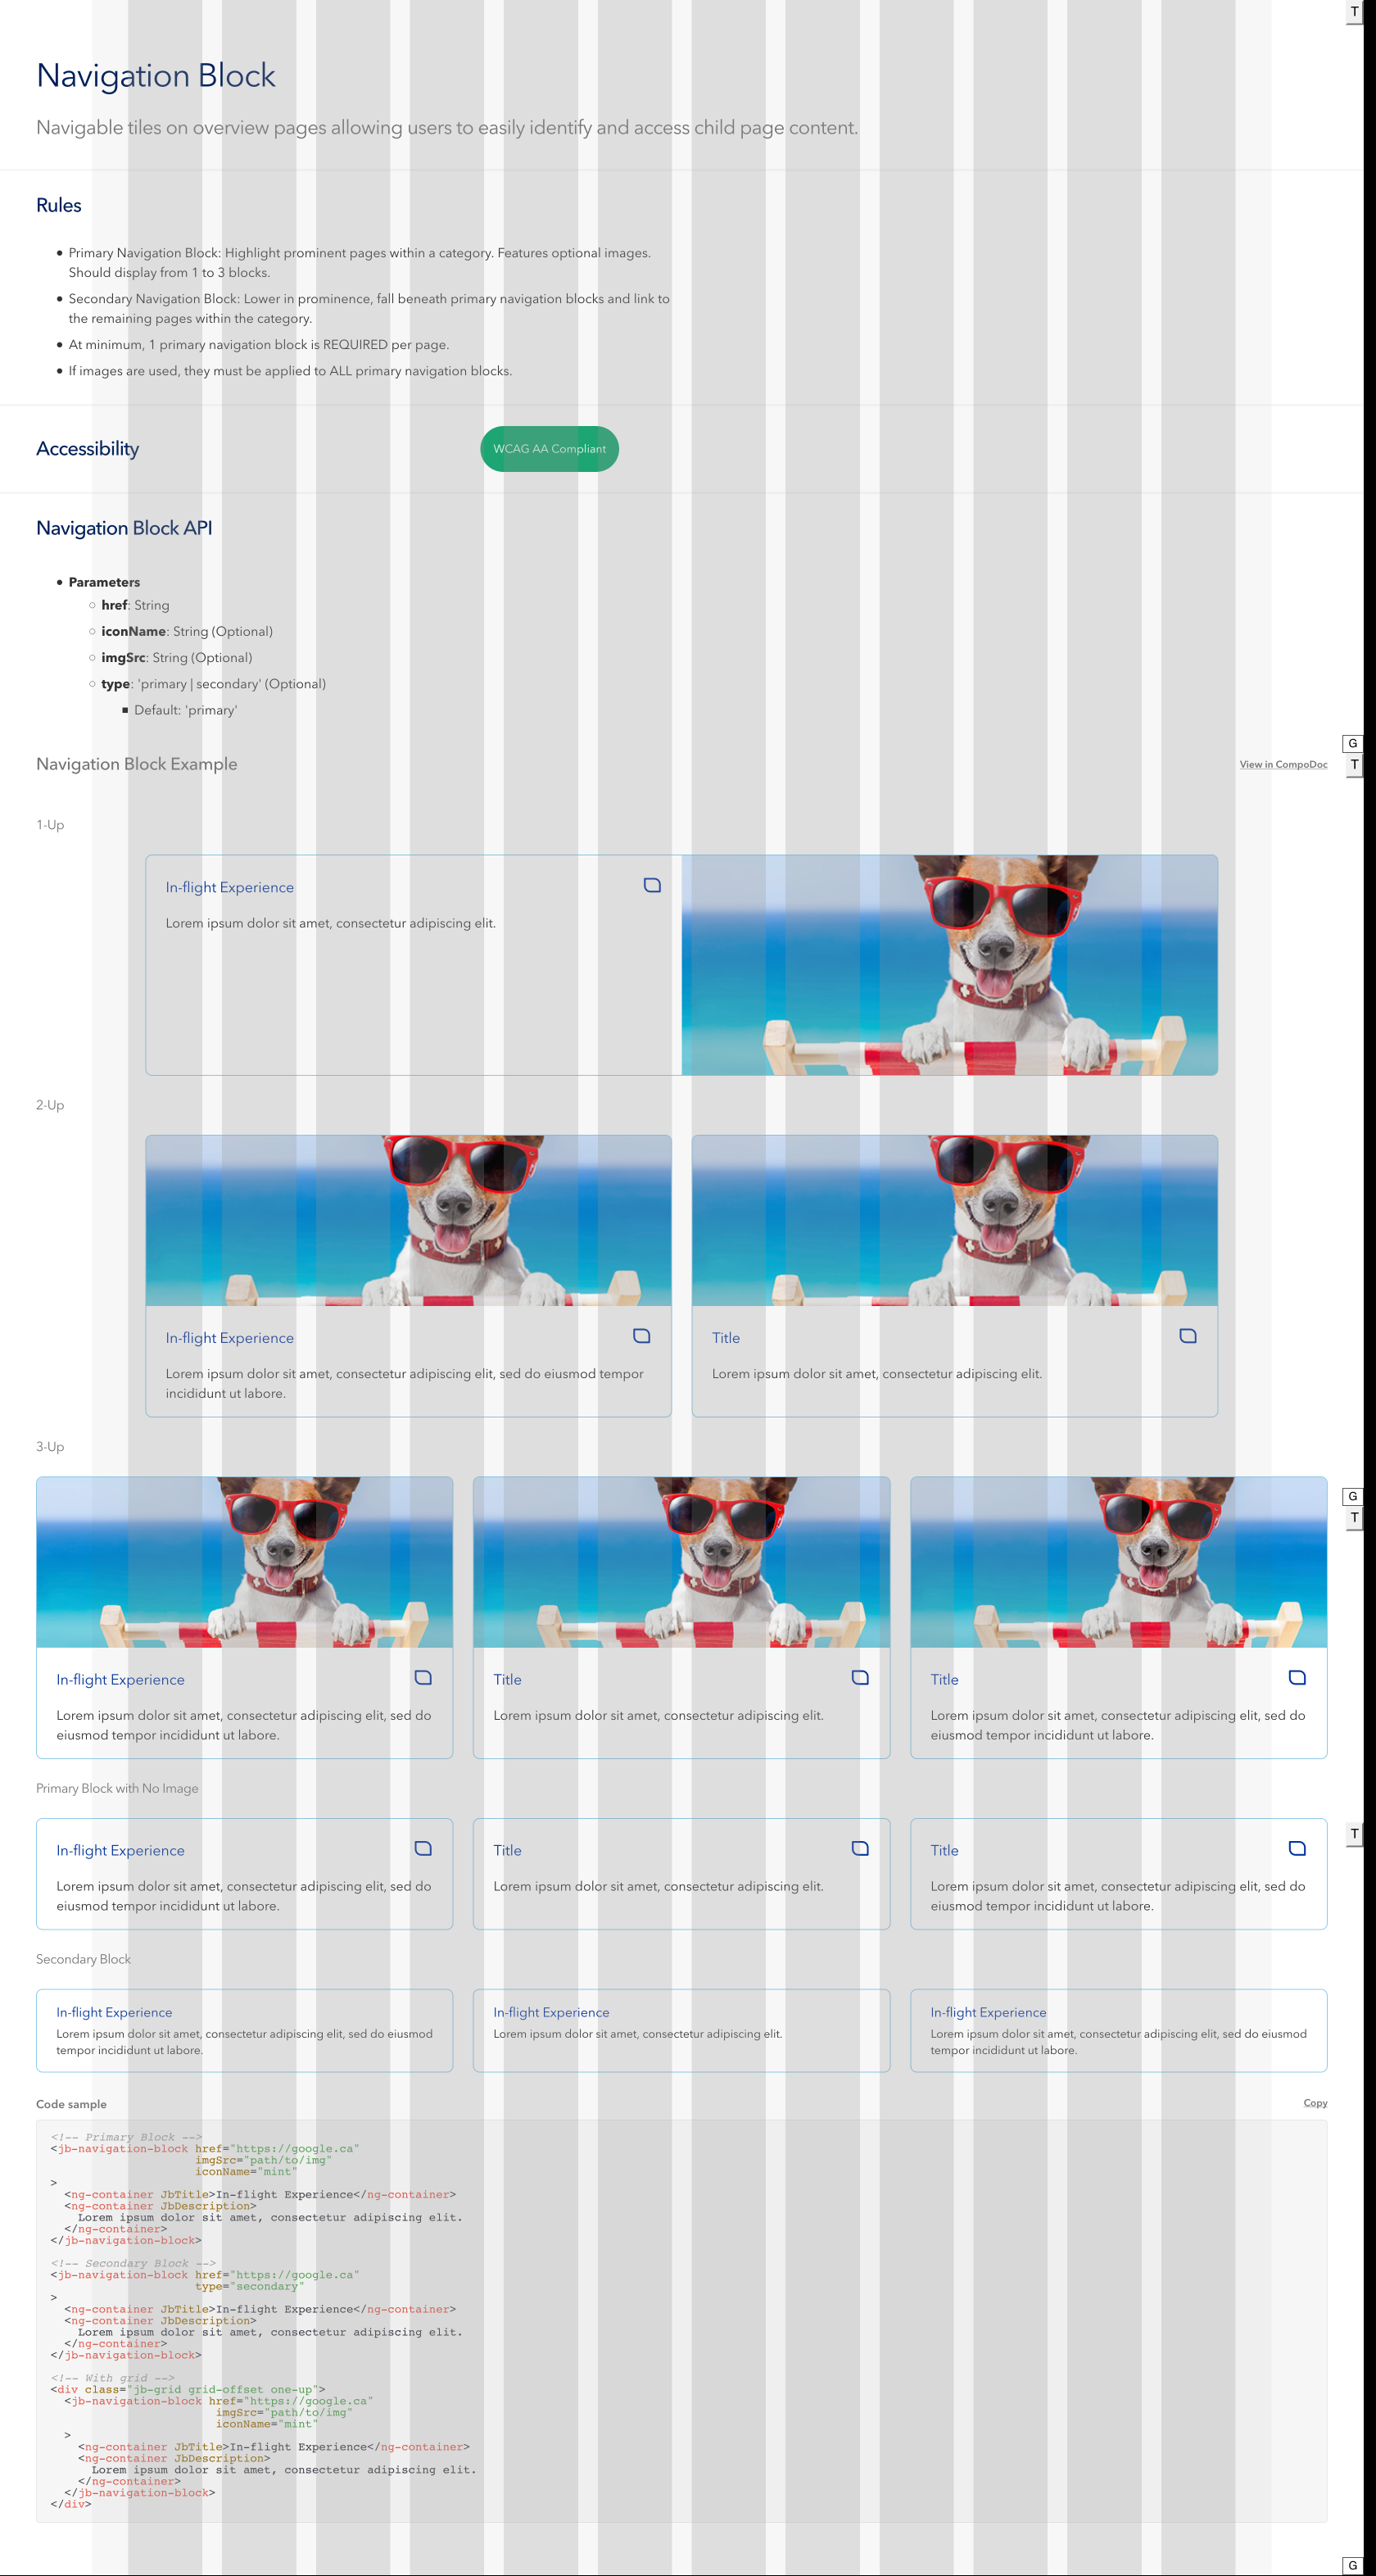 T
Navigation Block
Navigable tiles on overview pages allowing users to easily identify and access child page content.
Rules
• Primary Navigation Block: Highlight prominent pages within a category. Features optional images.
Should display from 1 to 3 blocks.
• Secondary Navigation Block: Lower in prominence, fall beneath primary navigation blocks and link to
the remaining pages within the category.
• At minimum, 1 primary navigation block is REQUIRED per page.
• If images are used, they must be applied to ALL primary navigation blocks.
Accessibility
WCAG AA Compliant
Navigation Block API
• Parameters
○ href: String
○ iconName: String (Optional)
○ imgSrc: String (Optional)
○ type: 'primary | secondary' (Optional)
▪ Default: 'primary'
G
Navigation Block Example
View in CompoDoc
T
1-Up
In-flight Experience
Lorem ipsum dolor sit amet, consectetur adipiscing elit.
2-Up
In-flight Experience
Lorem ipsum dolor sit amet, consectetur adipiscing elit, sed do eiusmod tempor
incididunt ut labore.
Title
Lorem ipsum dolor sit amet, consectetur adipiscing elit.
3-Up
G
T
In-flight Experience
Lorem ipsum dolor sit amet, consectetur adipiscing elit, sed do
eiusmod tempor incididunt ut labore.
Title
Lorem ipsum dolor sit amet, consectetur adipiscing elit.
Title
Lorem ipsum dolor sit amet, consectetur adipiscing elit, sed do
eiusmod tempor incididunt ut labore.
Primary Block with No Image
T
In-flight Experience
Lorem ipsum dolor sit amet, consectetur adipiscing elit, sed do
eiusmod tempor incididunt ut labore.
Title
Lorem ipsum dolor sit amet, consectetur adipiscing elit.
Title
Lorem ipsum dolor sit amet, consectetur adipiscing elit, sed do
eiusmod tempor incididunt ut labore.
Secondary Block
In-flight Experience
Lorem ipsum dolor sit amet, consectetur adipiscing elit, sed do eiusmod
tempor incididunt ut labore.
In-flight Experience
Lorem ipsum dolor sit amet, consectetur adipiscing elit.
In-flight Experience
Lorem ipsum dolor sit amet, consectetur adipiscing elit, sed do eiusmod
tempor incididunt ut labore.
Code sample
Copy
<!-- Primary Block -->
<jb-navigation-block href="https://google.ca"
imgSrc="path/to/img"
iconName="mint"
>
<ng-container JbTitle>In-flight Experience</ng-container>
<ng-container JbDescription>
Lorem ipsum dolor sit amet, consectetur adipiscing elit.
</ng-container>
</jb-navigation-block>
<!-- Secondary Block -->
<jb-navigation-block href="https://google.ca"
type="secondary"
>
<ng-container JbTitle>In-flight Experience</ng-container>
<ng-container JbDescription>
Lorem ipsum dolor sit amet, consectetur adipiscing elit.
</ng-container>
</jb-navigation-block>
<!-- With grid -->
<div class="jb-grid grid-offset one-up">
<jb-navigation-block href="https://google.ca"
imgSrc="path/to/img"
iconName="mint"
>
<ng-container JbTitle>In-flight Experience</ng-container>
<ng-container JbDescription>
Lorem ipsum dolor sit amet, consectetur adipiscing elit.
</ng-container>
</jb-navigation-block>
</div>
G